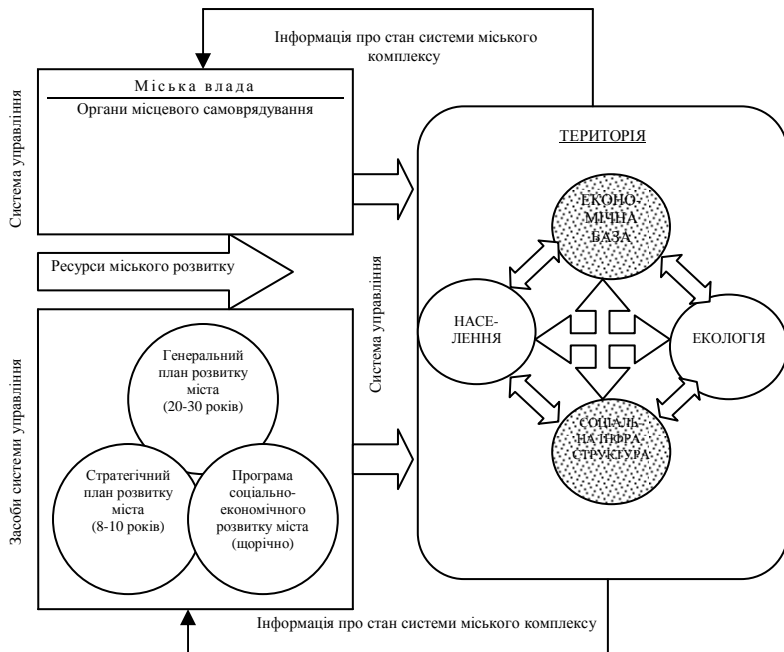 Інформація про стан системи міського
комплексу
Система управління
Міська влада
Органи місцевого самоврядування
Ресурси міського розвитку
Система управління
Засоби системи управління
Генеральний
план розвитку
міста
(20-30 років)
Стратегічний
план розвитку
міста
(8-10 років)
Програма
соціально-
економічного
розвитку міста
(щорічно)
ТЕРИТОРІЯ
ЕКОНО-
МІЧНА
БАЗА
НАСЕ-
ЛЕННЯ
ЕКОЛОГІЯ
СОЦІАЛЬ-
НА ІНФРА-
СТРУКТУРА
Інформація про стан системи міського комплексу